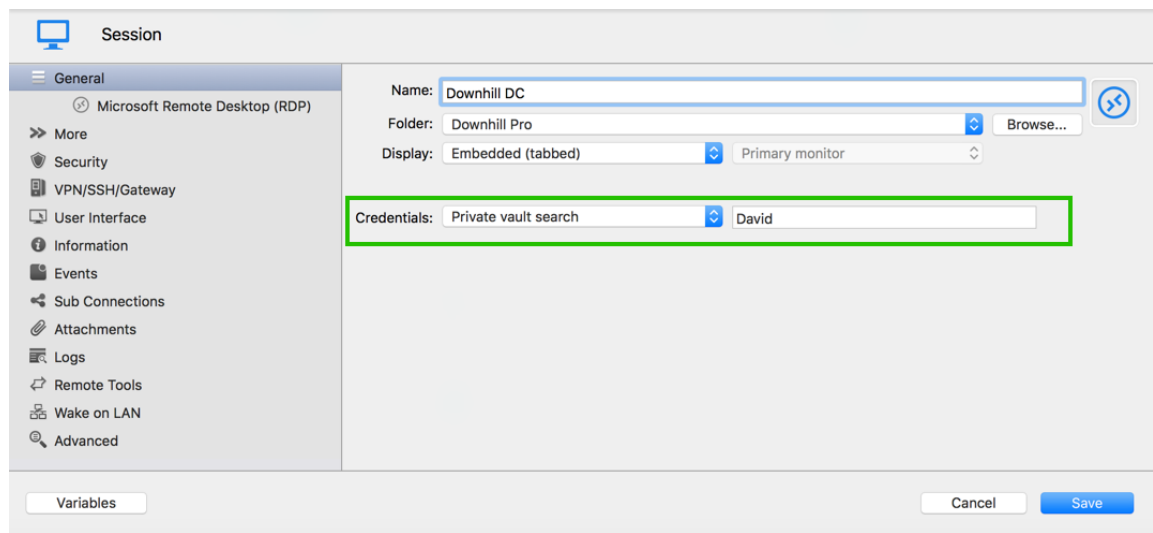 Session
General
Microsoft Remote Desktop (RDP)
More
Security
VPN/SSH/Gateway
User Interface
Information
Events
Sub Connections
Attachments
Logs
Remote Tools
Wake on LAN
Advanced
Name: Downhill DC
Folder: Downhill Pro Browse...
Display: Embedded (tabbed) Primary monitor
Credentials: Private vault search David
Variables Cancel Save